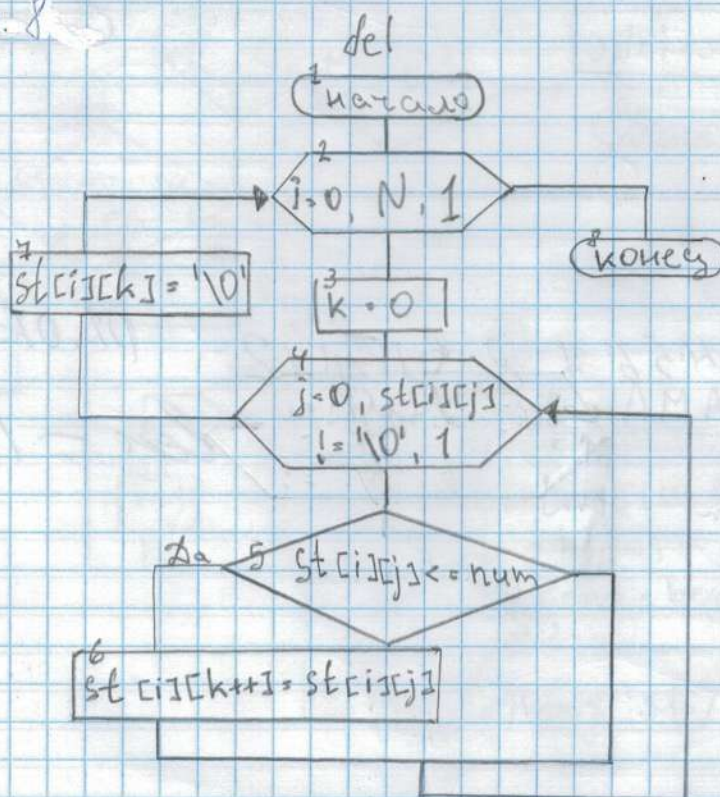 . 8
del
1
начало
2
i=0, N, 1
8
конец
7
st[i][k] = '\0'
3
k = 0
4
j=0, st[i][j]
!= '\0', 1
Да
5
st[i][j]<=num
6
st[i][k++] = st[i][j]